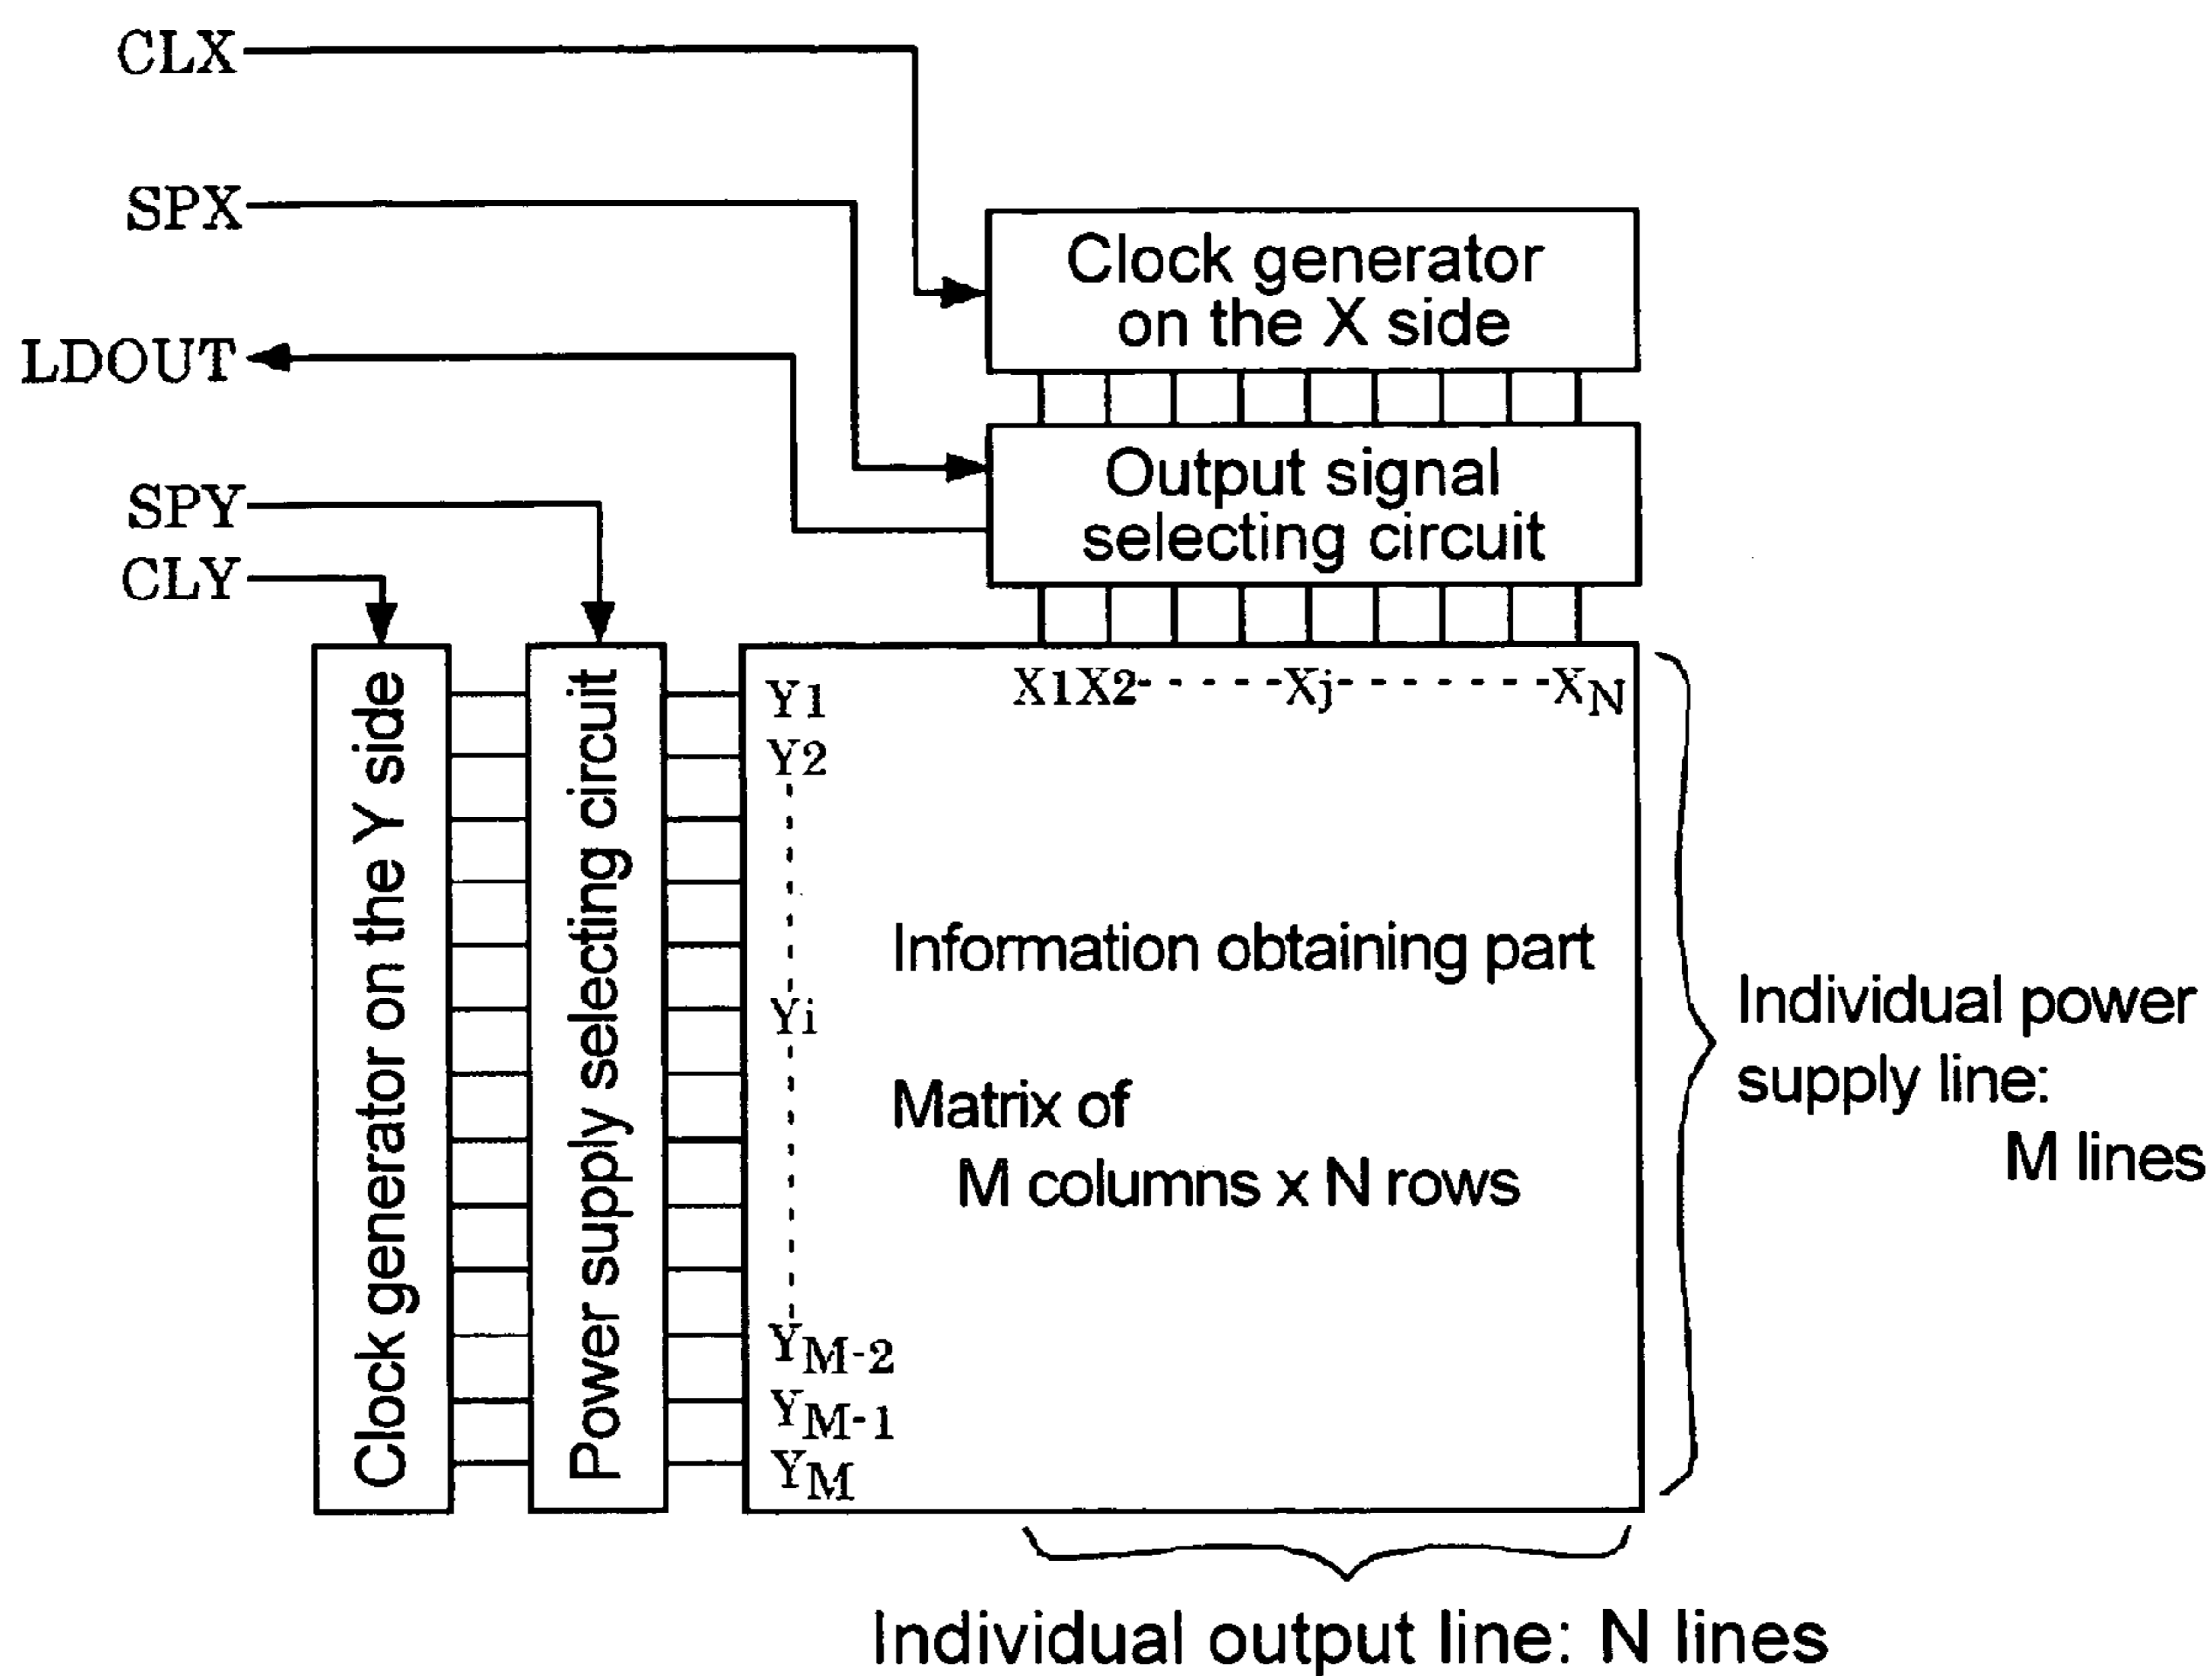 CLX
SPX
LDOUT
SPY
CLY
Clock generator
on the X side
Output signal
selecting circuit
Clock generator on the Y side
Power supply selecting circuit
X1X2-----Xj-------XN
Y1
Y2
Yi
YM-2
YM-1
YM
Information obtaining part
Matrix of
M columns x N rows
Individual power
supply line:
M lines
Individual output line: N lines